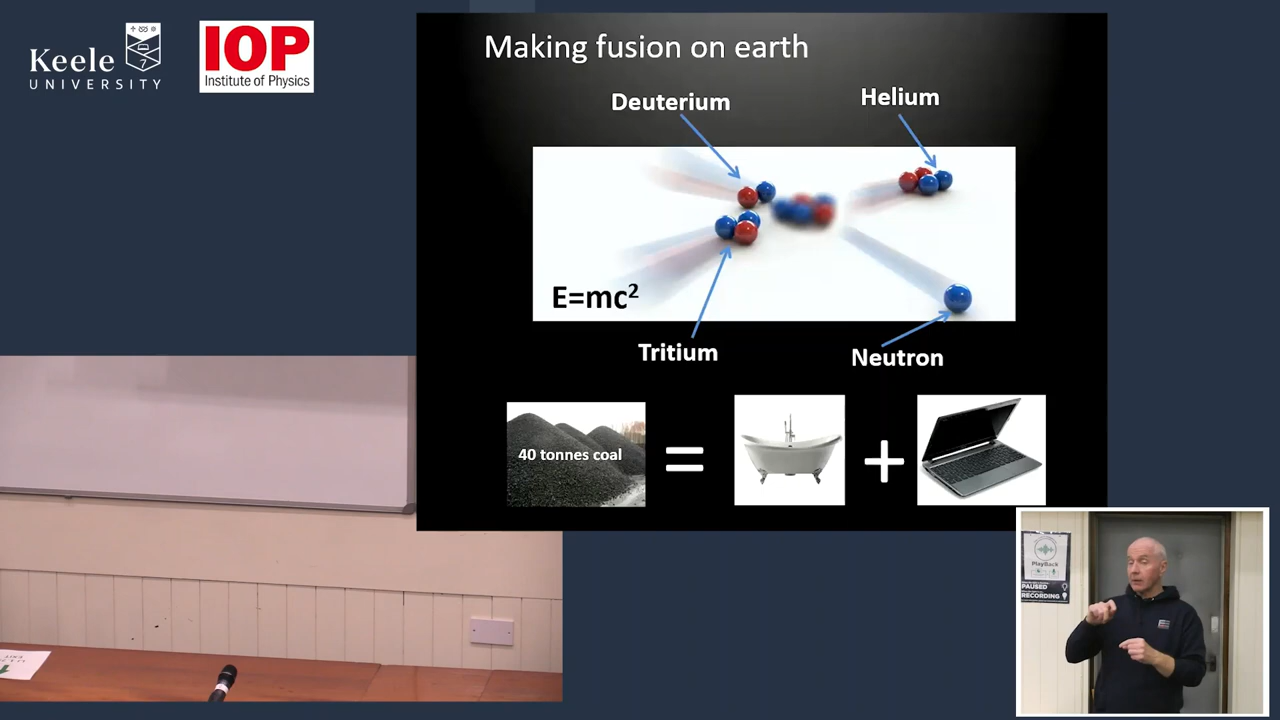 Keele
UNIVERSITY
IOP
Institute of Physics
Making fusion on earth
Deuterium
Helium
E=mc²
Tritium
Neutron
40 tonnes coal
=
+
PlayBack
PAUSED
RECORDING
EXIT